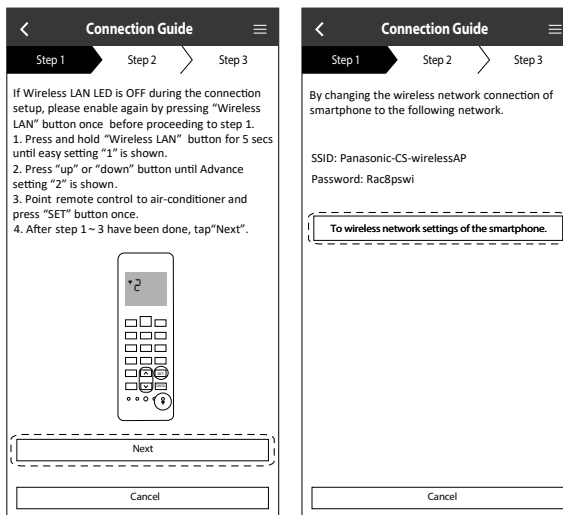 Connection Guide
Step 1
Step 2
Step 3
If Wireless LAN LED is OFF during the connection
setup, please enable again by pressing “Wireless
LAN” button once before proceeding to step 1.
1. Press and hold “Wireless LAN” button for 5 secs
until easy setting “1” is shown.
2. Press “up” or “down” button until Advance
setting “2” is shown.
3. Point remote control to air-conditioner and
press “SET” button once.
4. After step 1 ~ 3 have been done, tap“Next”.
2
Next
Cancel
Connection Guide
Step 1
Step 2
Step 3
By changing the wireless network connection of
smartphone to the following network.
SSID: Panasonic-CS-wirelessAP
Password: Rac8pswi
To wireless network settings of the smartphone.
Cancel